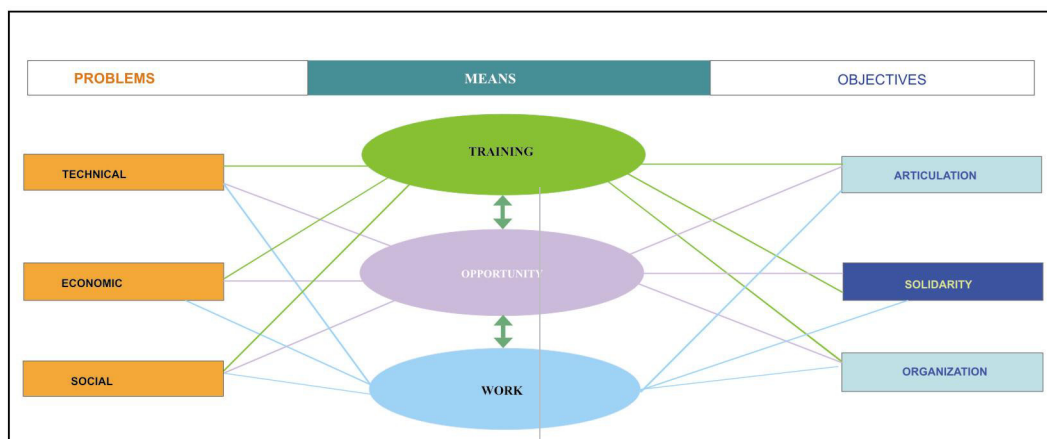 PROBLEMS
MEANS
OBJECTIVES
TRAINING
TECHNICAL
ARTICULATION
OPPORTUNITY
ECONOMIC
SOLIDARITY
SOCIAL
WORK
ORGANIZATION